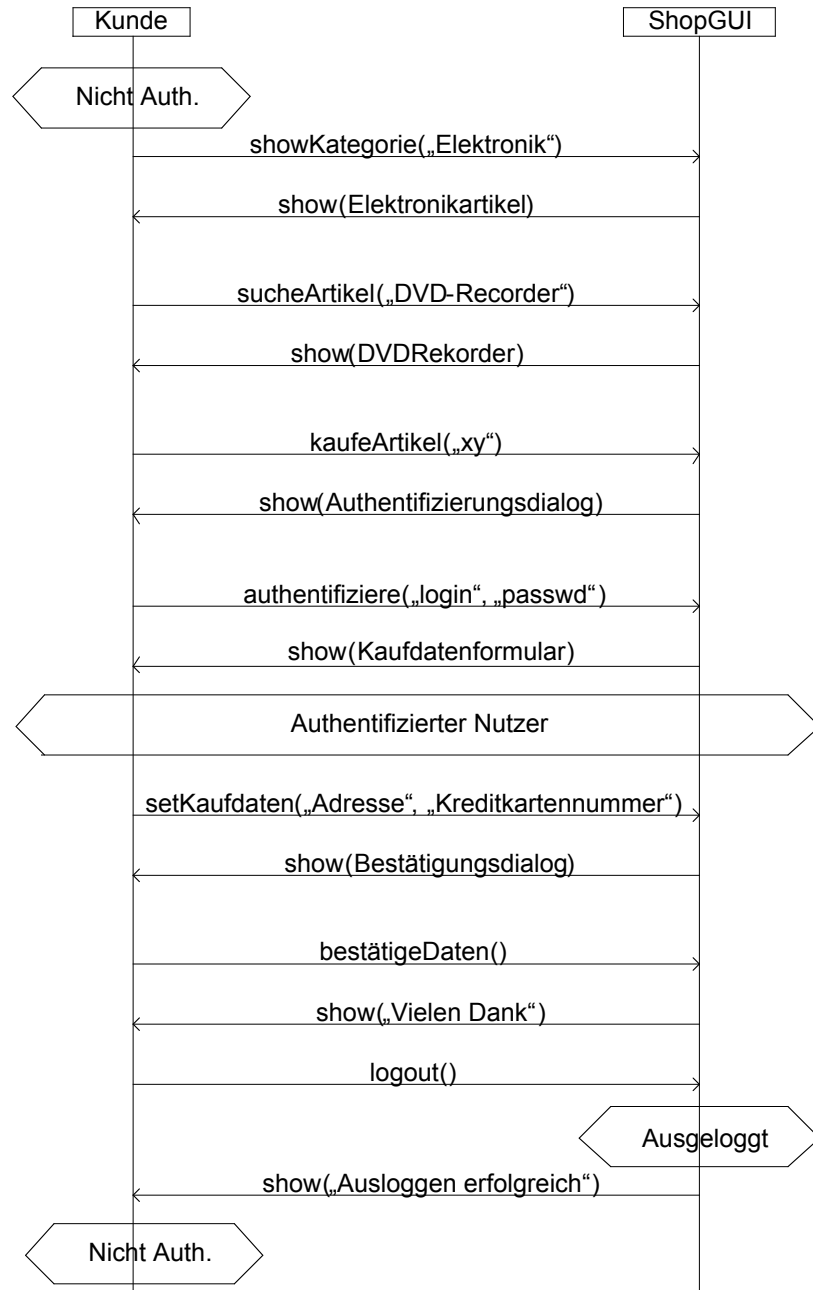 Kunde
ShopGUI
Nicht Auth.
showKategorie(„Elektronik“)
show(Elektronikartikel)
sucheArtikel(„DVD-Recorder“)
show(DVDRekorder)
kaufeArtikel(„xy“)
show(Authentifizierungsdialog)
authentifiziere(„login“, „passwd“)
show(Kaufdatenformular)
Authentifizierter Nutzer
setKaufdaten(„Adresse“, „Kreditkartennummer“)
show(Bestätigungsdialog)
bestätigeDaten()
show(„Vielen Dank“)
logout()
Ausgeloggt
show(„Ausloggen erfolgreich“)
Nicht Auth.